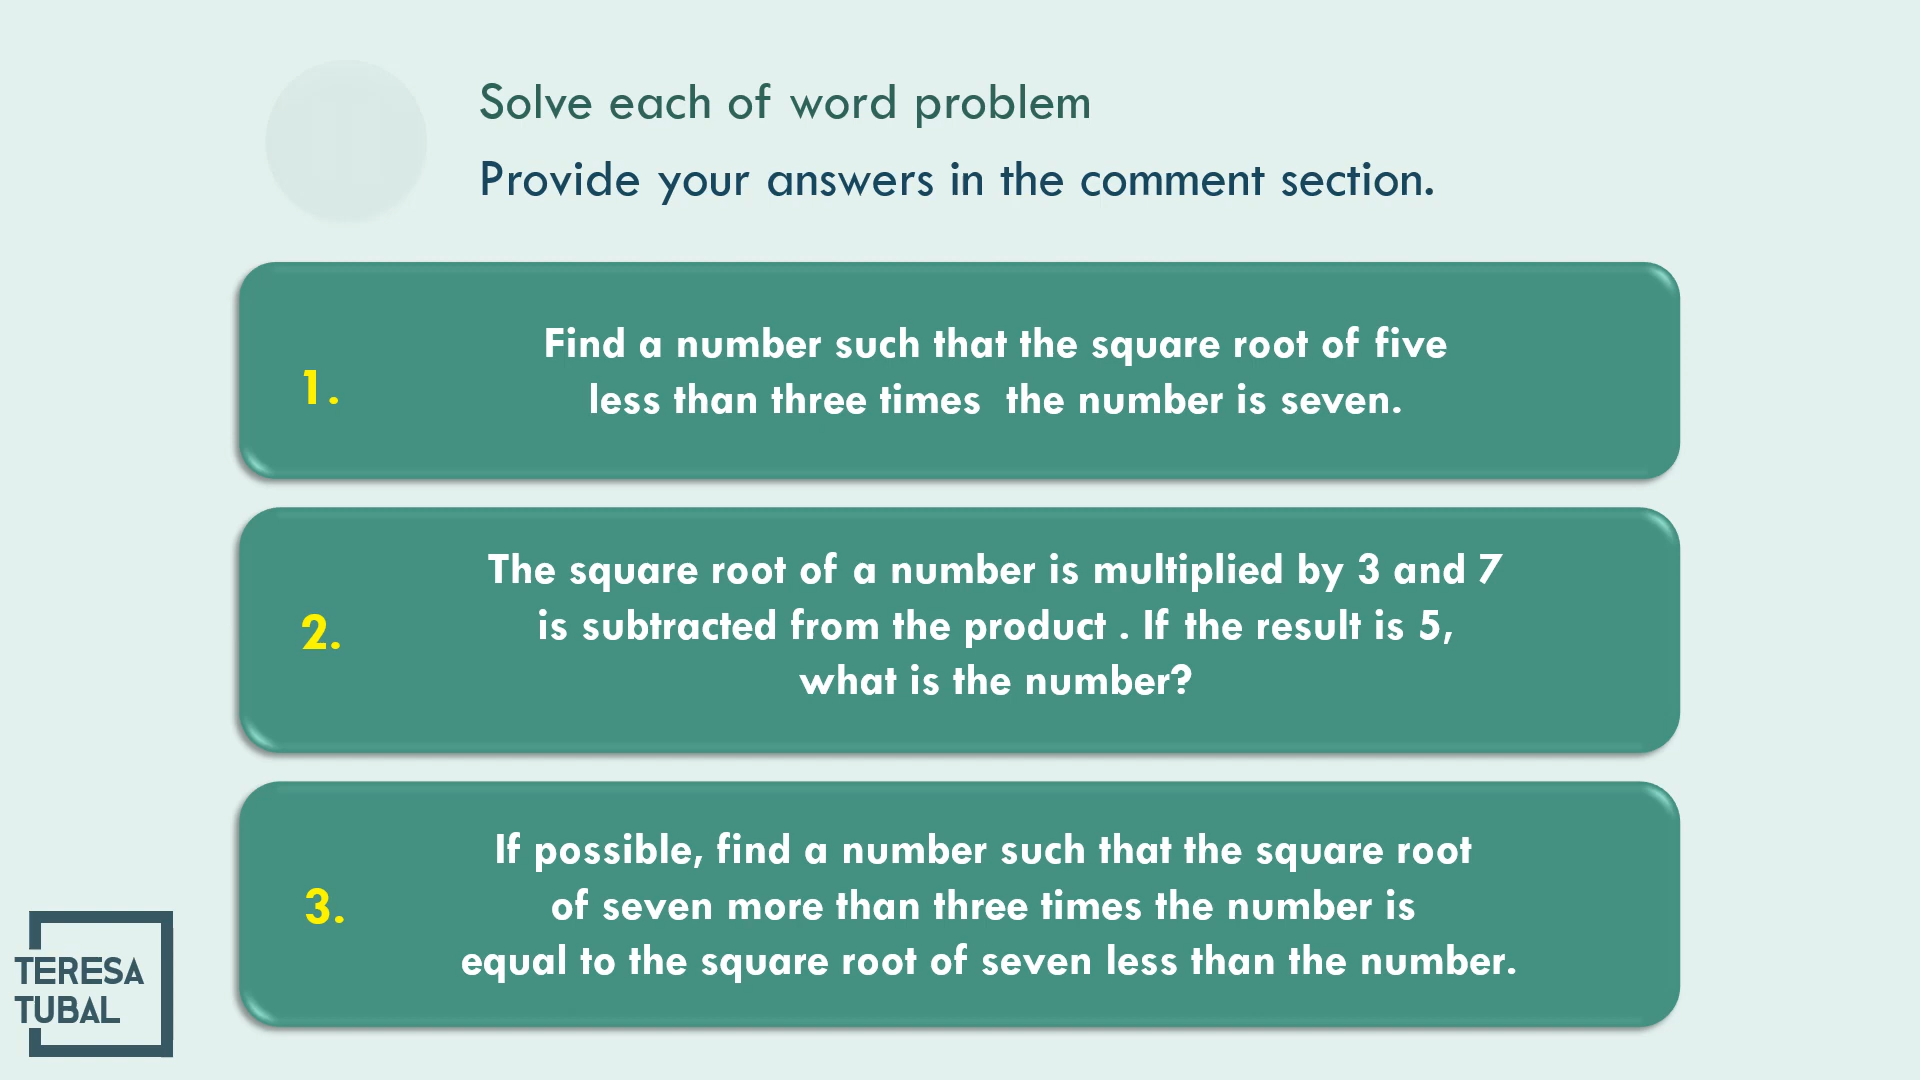 Solve each of word problem
Provide your answers in the comment section.
1.
Find a number such that the square root of five
less than three times the number is seven.
2.
The square root of a number is multiplied by 3 and 7
is subtracted from the product . If the result is 5,
what is the number?
3.
If possible, find a number such that the square root
of seven more than three times the number is
equal to the square root of seven less than the number.
TERESA
TUBAL